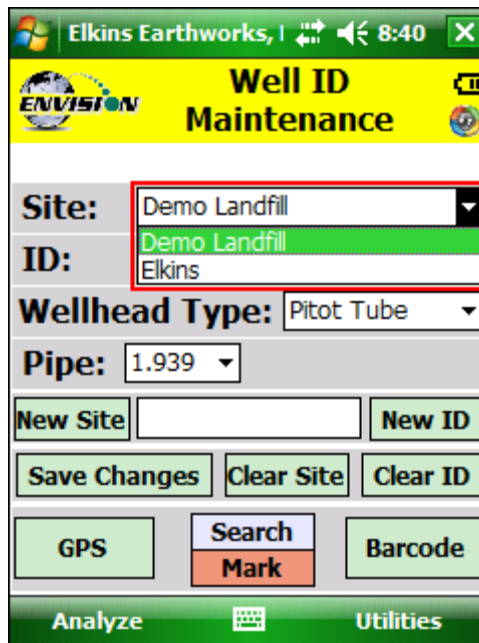 Elkins Earthworks, I 8:40
ENVISION
Well ID
Maintenance
Site: Demo Landfill
Demo Landfill
Elkins
ID:
Wellhead Type: Pitot Tube
Pipe: 1.939
New Site New ID
Save Changes Clear Site Clear ID
GPS Search Mark Barcode
Analyze Utilities